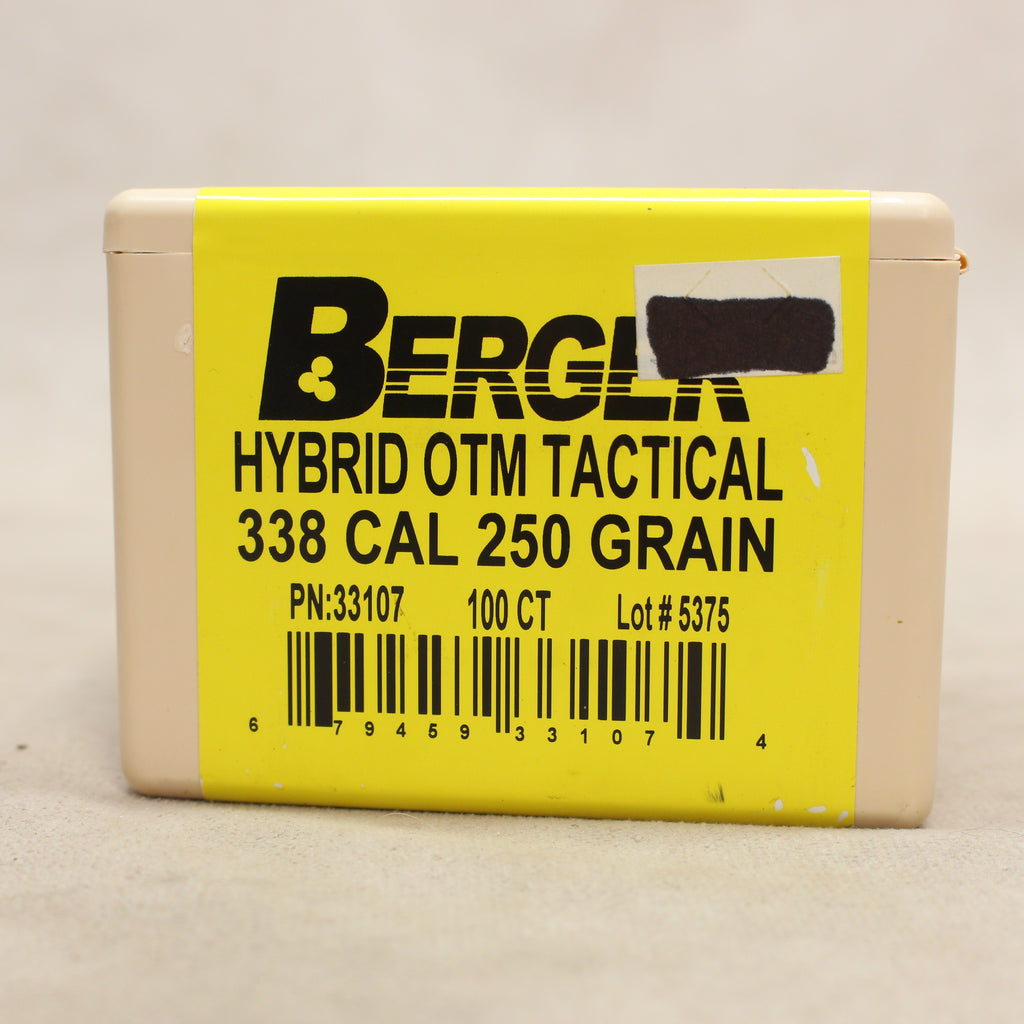 BERGER
HYBRID OTM TACTICAL
338 CAL 250 GRAIN
PN:33107 100 CT Lot # 5375
6 79459 33107 4